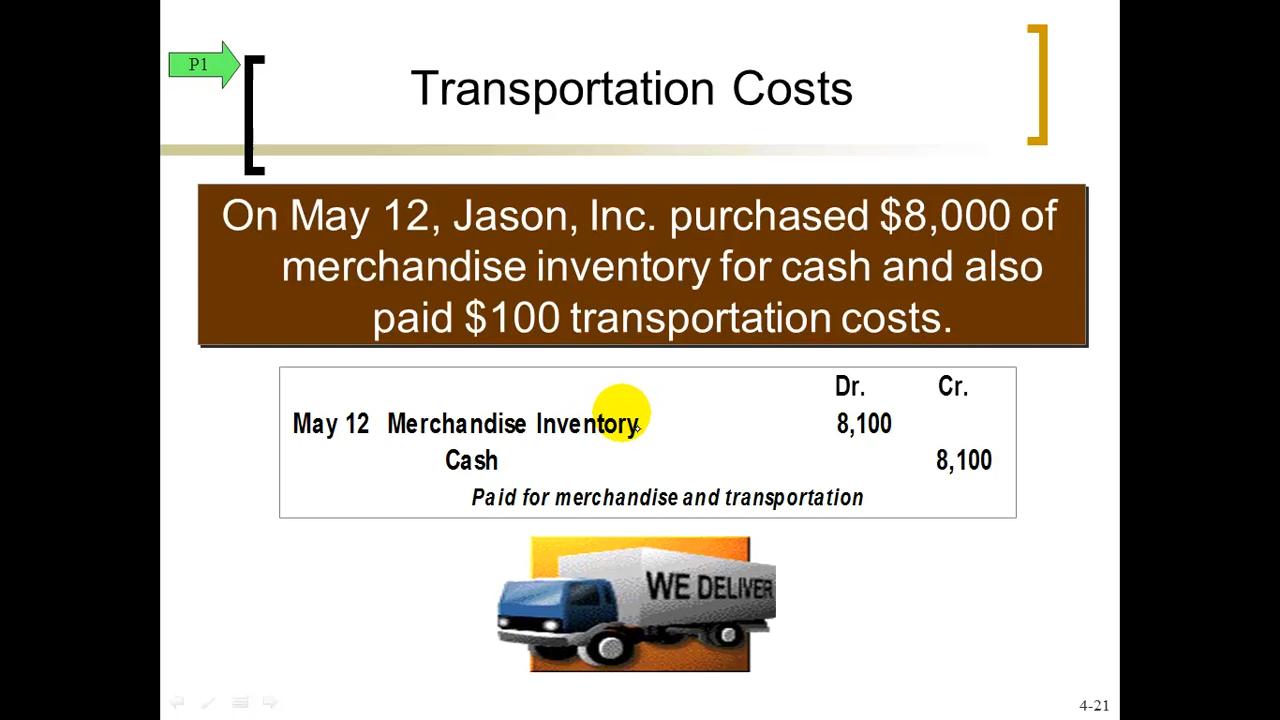 P1
Transportation Costs
On May 12, Jason, Inc. purchased $8,000 of
merchandise inventory for cash and also
paid $100 transportation costs.
Dr. Cr.
May 12 Merchandise Inventory 8,100
Cash 8,100
Paid for merchandise and transportation
WE DELIVER
4-21